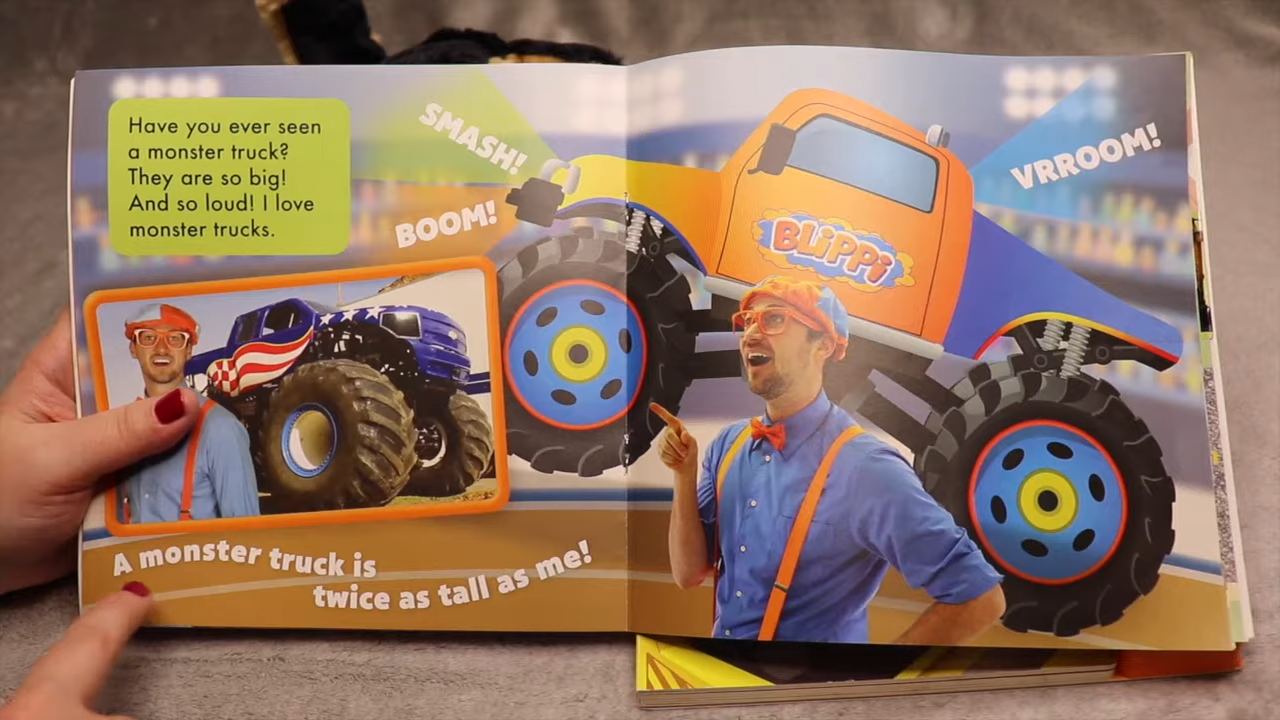 Have you ever seen
a monster truck?
They are so big!
And so loud! I love
monster trucks.
SMASH!
BOOM!
A monster truck is
twice as tall as me!
VRROOM!
BLiPPi